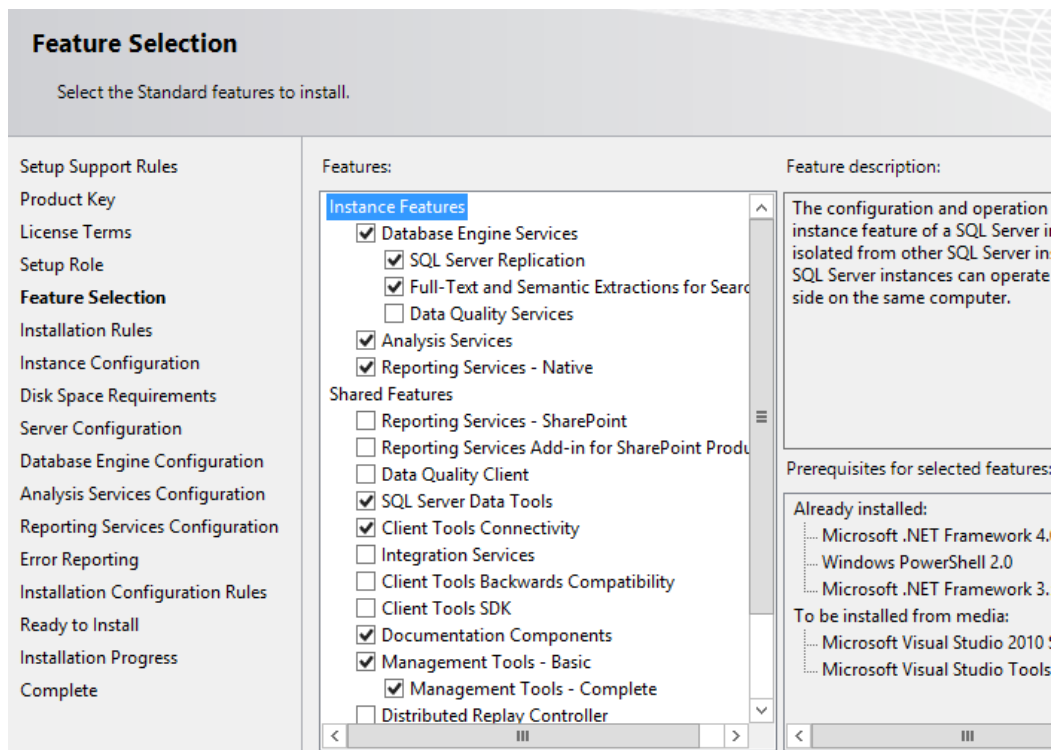 Feature Selection
Select the Standard features to install.
Setup Support Rules
Product Key
License Terms
Setup Role
Feature Selection
Installation Rules
Instance Configuration
Disk Space Requirements
Server Configuration
Database Engine Configuration
Analysis Services Configuration
Reporting Services Configuration
Error Reporting
Installation Configuration Rules
Ready to Install
Installation Progress
Complete
Features:
Instance Features
Database Engine Services
SQL Server Replication
Full-Text and Semantic Extractions for Searc
Data Quality Services
Analysis Services
Reporting Services - Native
Shared Features
Reporting Services - SharePoint
Reporting Services Add-in for SharePoint Produ
Data Quality Client
SQL Server Data Tools
Client Tools Connectivity
Integration Services
Client Tools Backwards Compatibility
Client Tools SDK
Documentation Components
Management Tools - Basic
Management Tools - Complete
Distributed Replay Controller
Feature description:
The configuration and operation
instance feature of a SQL Server i
isolated from other SQL Server ins
SQL Server instances can operate
side on the same computer.
Prerequisites for selected features:
Already installed:
Microsoft .NET Framework 4.
Windows PowerShell 2.0
Microsoft .NET Framework 3.
To be installed from media:
Microsoft Visual Studio 2010
Microsoft Visual Studio Tools